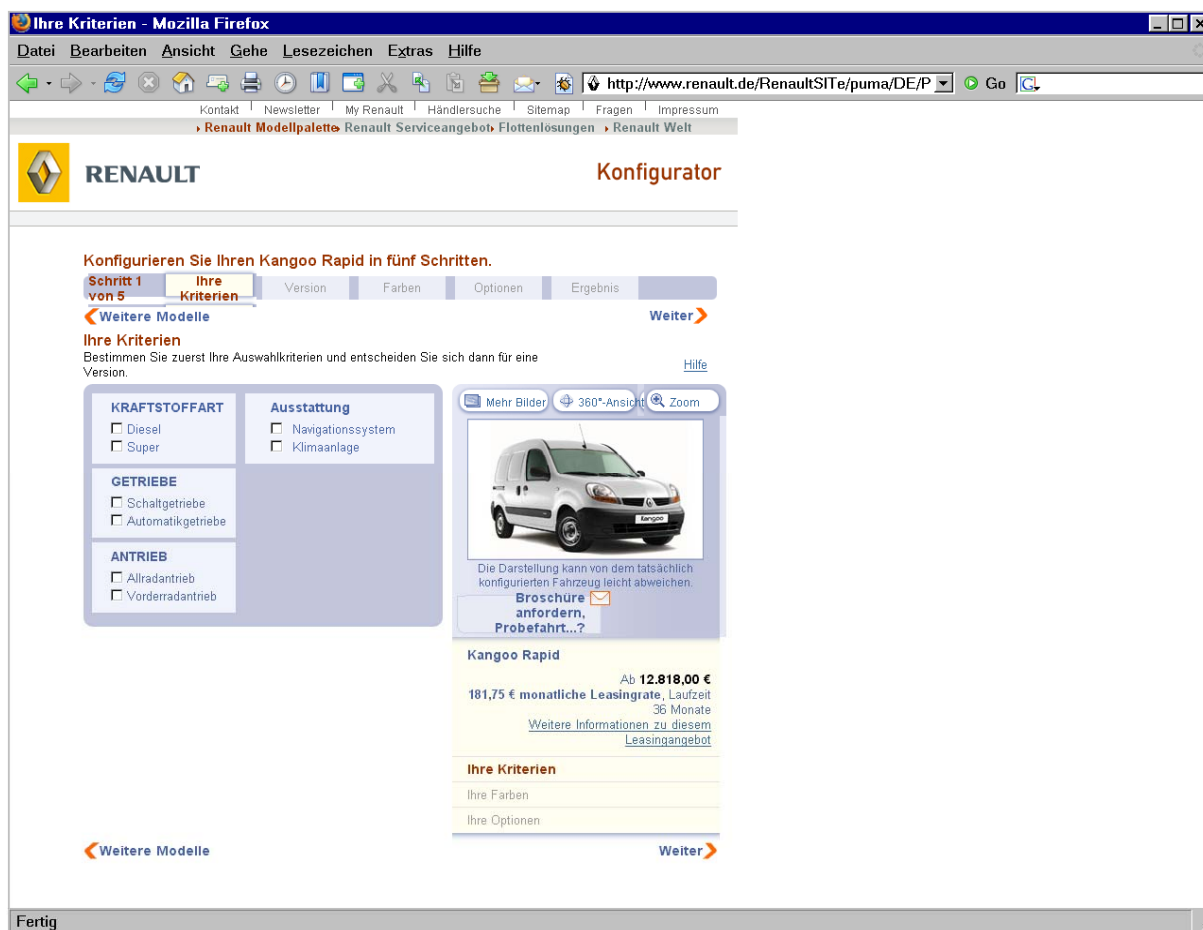 Ihre Kriterien - Mozilla Firefox
Datei Bearbeiten Ansicht Gehe Lesezeichen Extras Hilfe
http://www.renault.de/RenaultSITe/puma/DE/P Go
Kontakt Newsletter My Renault Händlersuche Sitemap Fragen Impressum
Renault Modellpalette Renault Serviceangebot Flottenlösungen Renault Welt
RENAULT Konfigurator
Konfigurieren Sie Ihren Kangoo Rapid in fünf Schritten.
Schritt 1 von 5 Ihre Kriterien Version Farben Optionen Ergebnis
Weitere Modelle Weiter
Ihre Kriterien
Bestimmen Sie zuerst Ihre Auswahlkriterien und entscheiden Sie sich dann für eine
Version.
Hilfe
KRAFTSTOFFART
Diesel
Super
Ausstattung
Navigationssystem
Klimaanlage
GETRIEBE
Schaltgetriebe
Automatikgetriebe
ANTRIEB
Allradantrieb
Vorderradantrieb
Mehr Bilder 360°-Ansicht Zoom
Kangoo
Die Darstellung kann von dem tatsächlich
konfigurierten Fahrzeug leicht abweichen.
Broschüre
anfordern,
Probefahrt...?
Kangoo Rapid
Ab 12.818,00 €
181,75 € monatliche Leasingrate, Laufzeit
36 Monate
Weitere Informationen zu diesem
Leasingangebot
Ihre Kriterien
Ihre Farben
Ihre Optionen
Weitere Modelle Weiter
Fertig